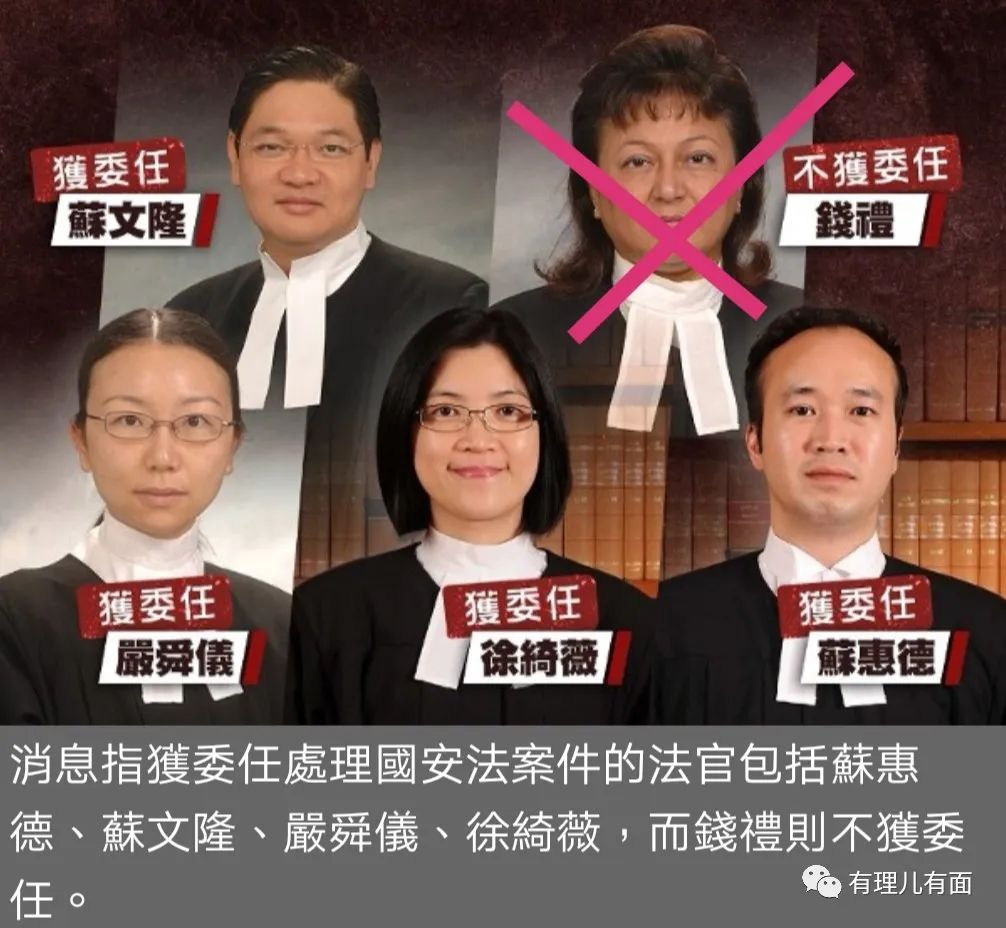 獲委任
蘇文隆
不獲委任
錢禮
獲委任
嚴舜儀
獲委任
徐綺薇
獲委任
蘇惠德
消息指獲委任處理國安法案件的法官包括蘇惠
德、蘇文隆、嚴舜儀、徐綺薇，而錢禮則不獲委
任。
有理儿有面